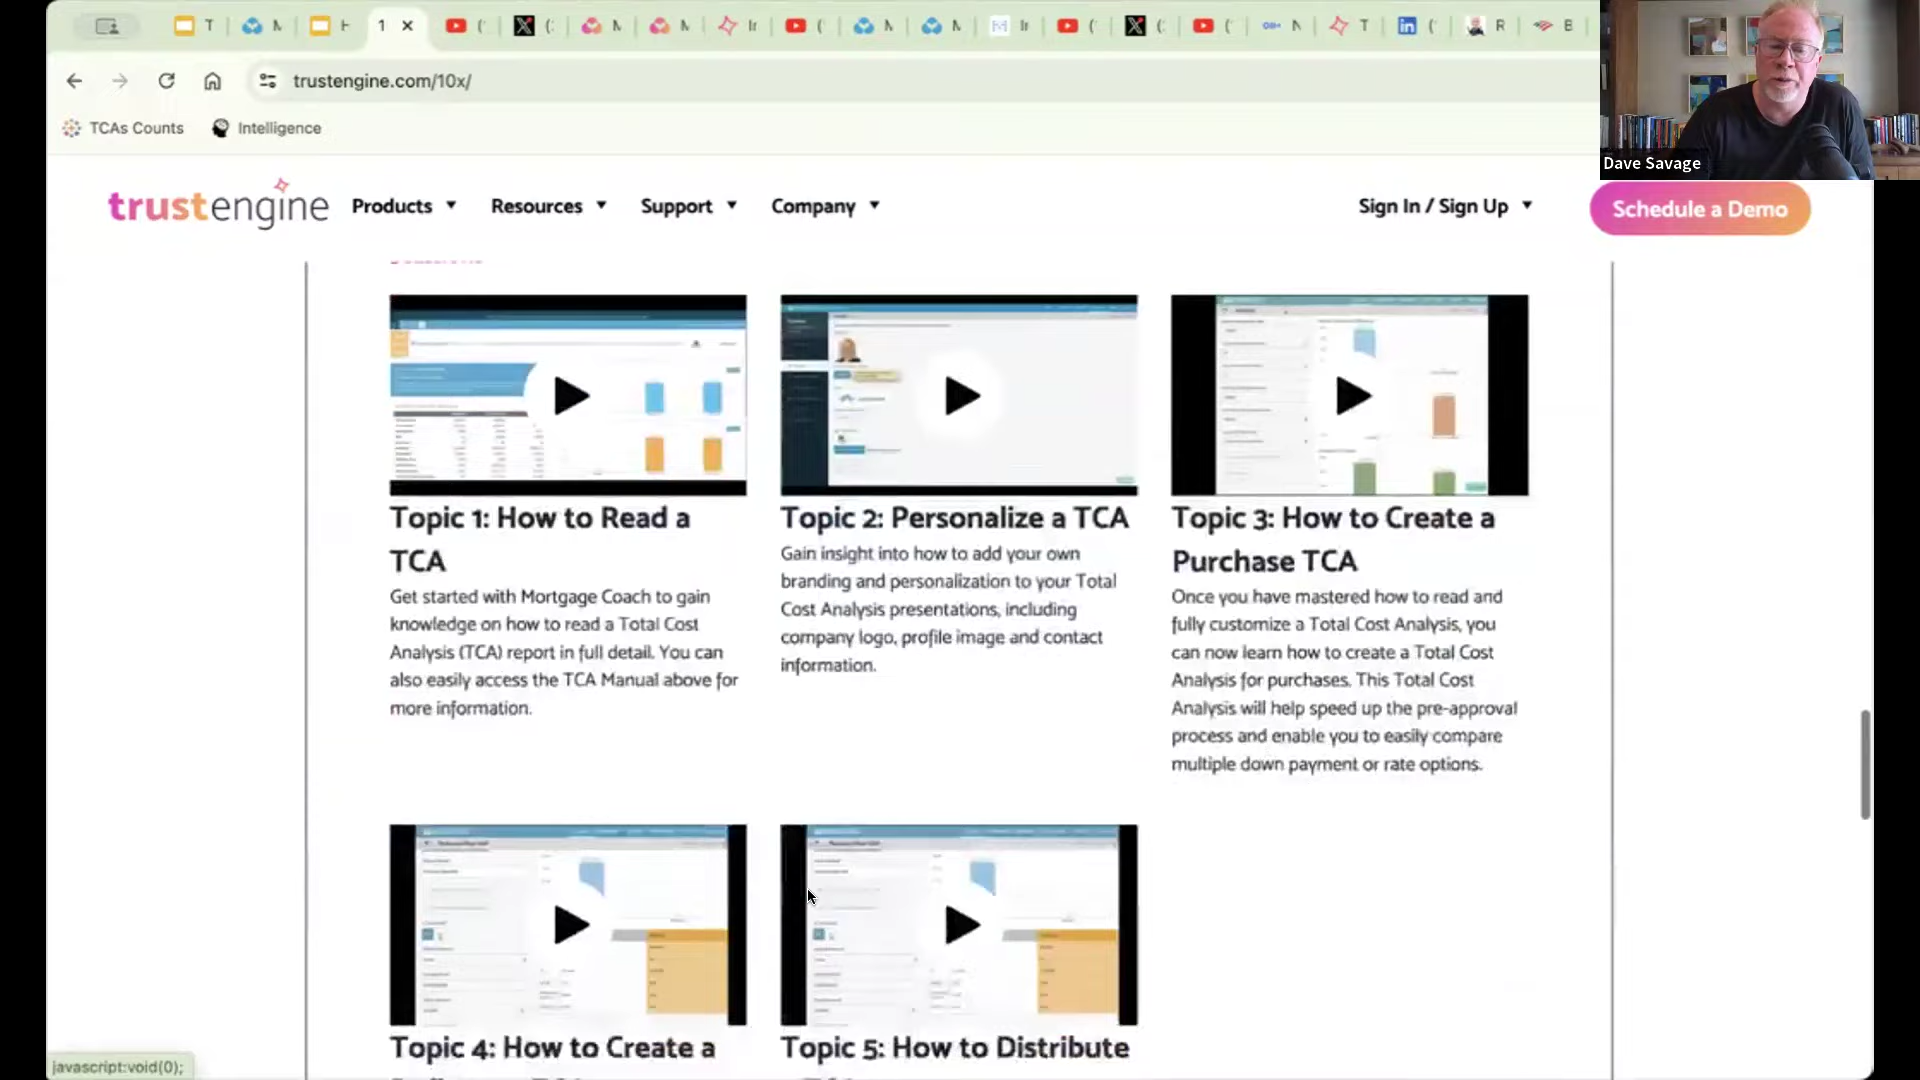 T
M
H
1
(
(:
M
M
Ir
(
M
M
Ir
(
(:
(
N
T
(
R
B
trustengine.com/10x/
TCAs Counts
Intelligence
Dave Savage
trustengine
Products
Resources
Support
Company
Sign In / Sign Up
Schedule a Demo
Topic 1: How to Read a
TCA
Get started with Mortgage Coach to gain
knowledge on how to read a Total Cost
Analysis (TCA) report in full detail. You can
also easily access the TCA Manual above for
more information.
Topic 2: Personalize a TCA
Gain insight into how to add your own
branding and personalization to your Total
Cost Analysis presentations, including
company logo, profile image and contact
information.
Topic 3: How to Create a
Purchase TCA
Once you have mastered how to read and
fully customize a Total Cost Analysis, you
can now learn how to create a Total Cost
Analysis for purchases. This Total Cost
Analysis will help speed up the pre-approval
process and enable you to easily compare
multiple down payment or rate options.
Topic 4: How to Create a
Topic 5: How to Distribute
javascript:void(0);